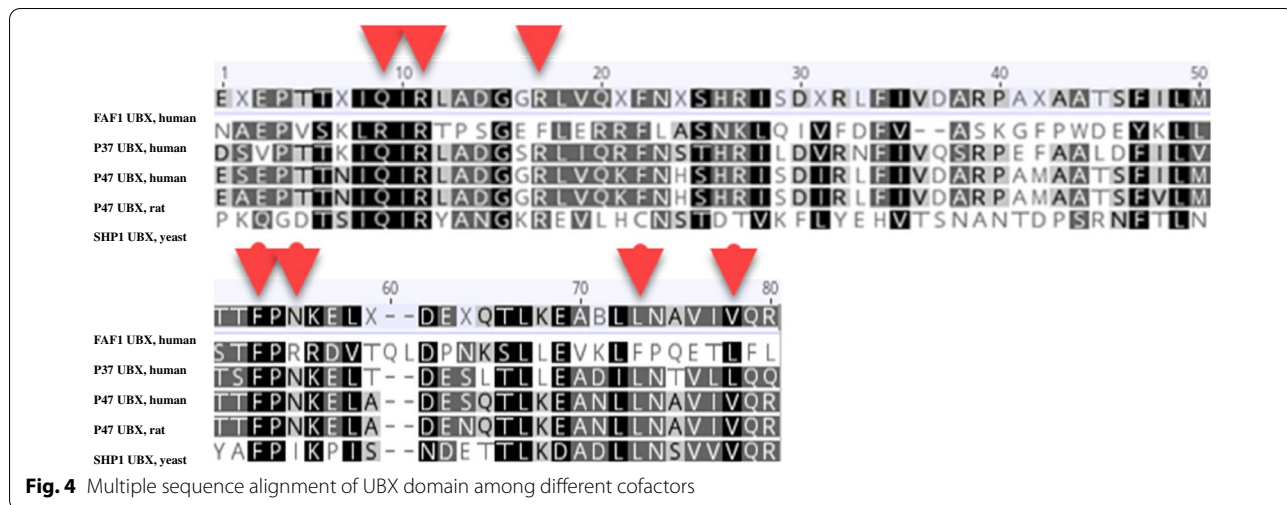 1 10 20 30 40 50
EXEPTTXIQIRLADGGRLVQXFNXSHRISDXRLFIVDARPAXAATSFILM
FAF1 UBX, human
NAEPVSKLRIRTPSGEFLERRFLASNKLQIVFDFV--ASKGFPWDEYKLL
P37 UBX, human
DSVPTTKIQIRLADGSRLIQRFNSTHRILDVRNFIVQSRPEFAALDFILV
P47 UBX, human
ESEPTTNIQIRLADGGRLVQKFNHSHRISDIRLFIVDARPAMAATSFILM
P47 UBX, rat
EAEPTTNIQIRLADGGRLVQKFNHSHRISDIRLFIVDARPAMAATSFVLM
SHP1 UBX, yeast
PKQGDTSIQIRYANGKREVLHCNSTDTVKFLYEHVTSNANTDPSRNFTLN
60 70 80
TTFPNKELX--DEXQTLKEABLLNAVIVQR
FAF1 UBX, human
STFPRRDVTQLDPNKSLLEVKLFPQETLFL
P37 UBX, human
TSFPNKELT--DESLTLLEADILNTVLLQQ
P47 UBX, human
TTFPNKELA--DESQTLKEANLLNAVIVQR
P47 UBX, rat
TTFPNKELA--DENQTLKEANLLNAVIVQR
SHP1 UBX, yeast
YAFPIKPIS--NDETTLKDADLLNSVVVQR
Fig. 4 Multiple sequence alignment of UBX domain among different cofactors